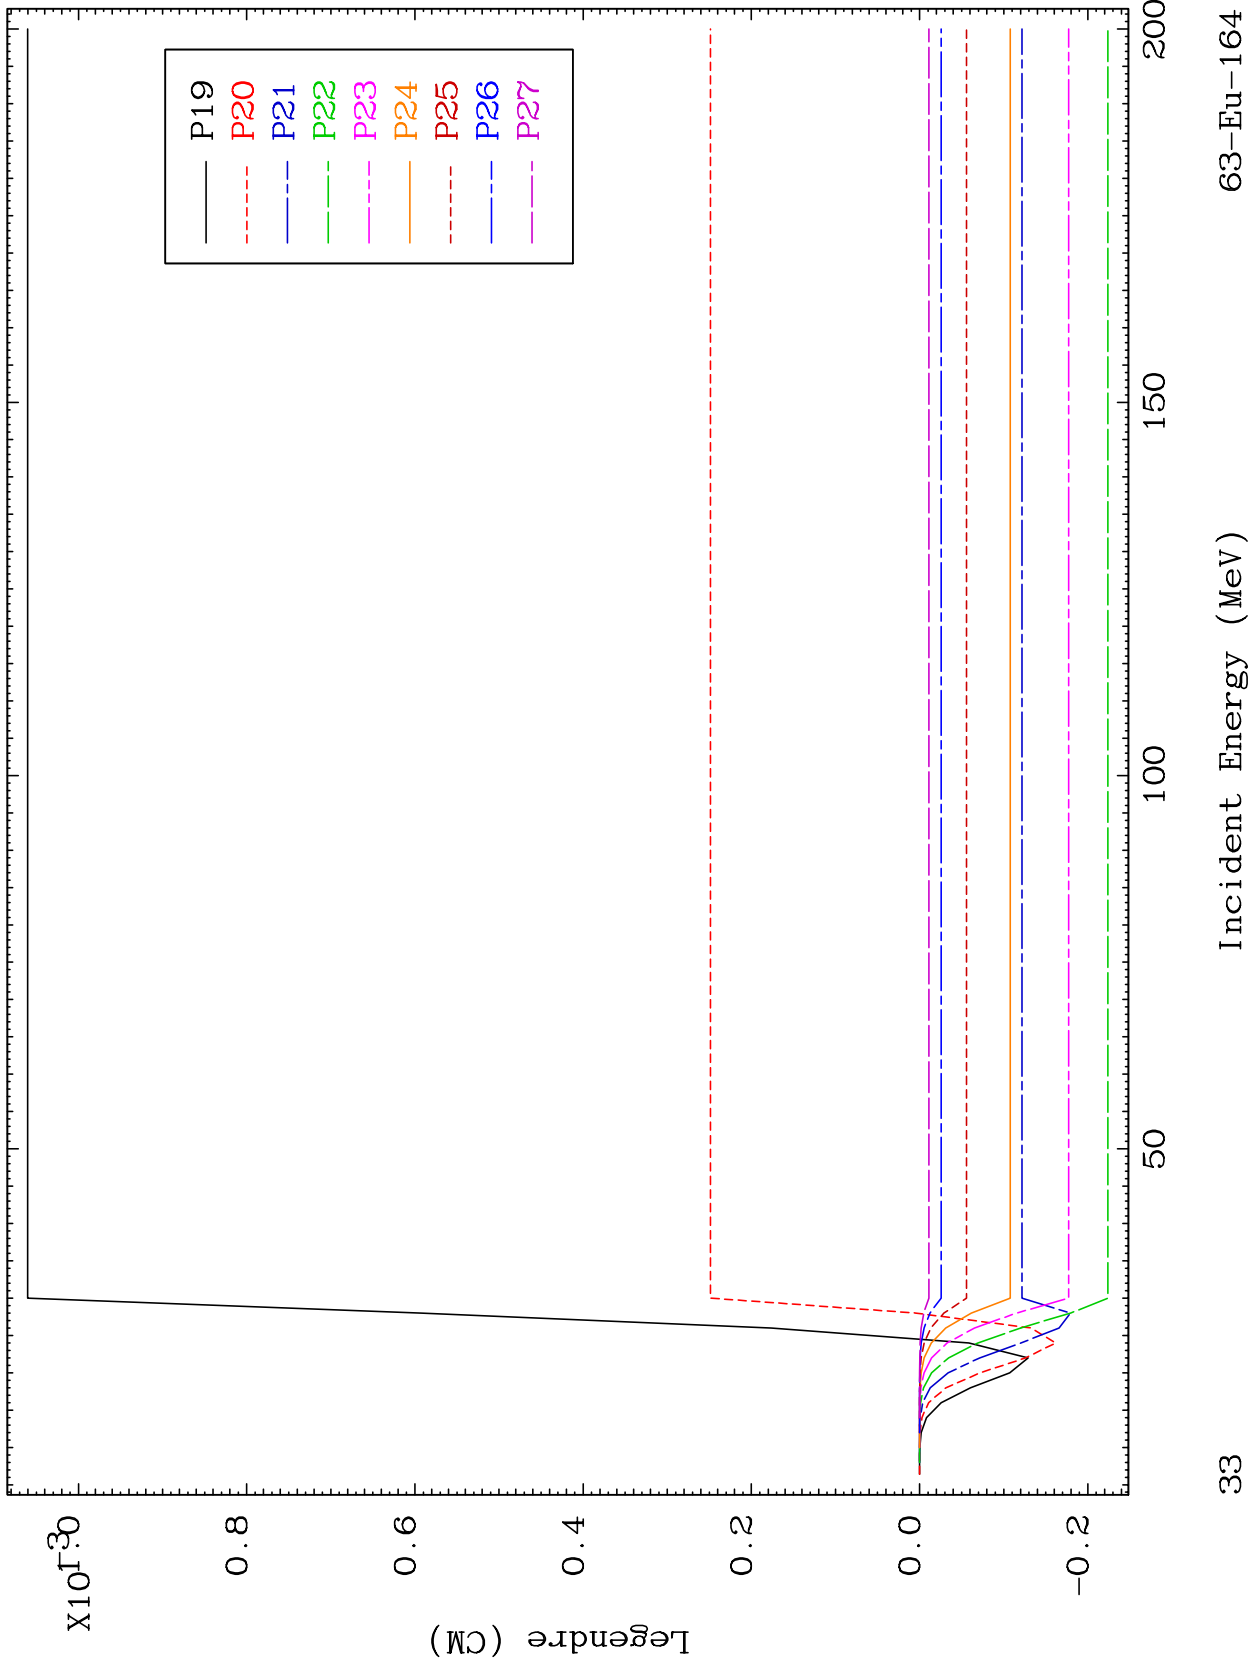 X10-3
1.0
0.8
0.6
0.4
0.2
0.0
-0.2
Legendre (CM)
P19
P20
P21
P22
P23
P24
P25
P26
P27
50
100
150
200
Incident Energy (MeV)
33
63-Eu-164